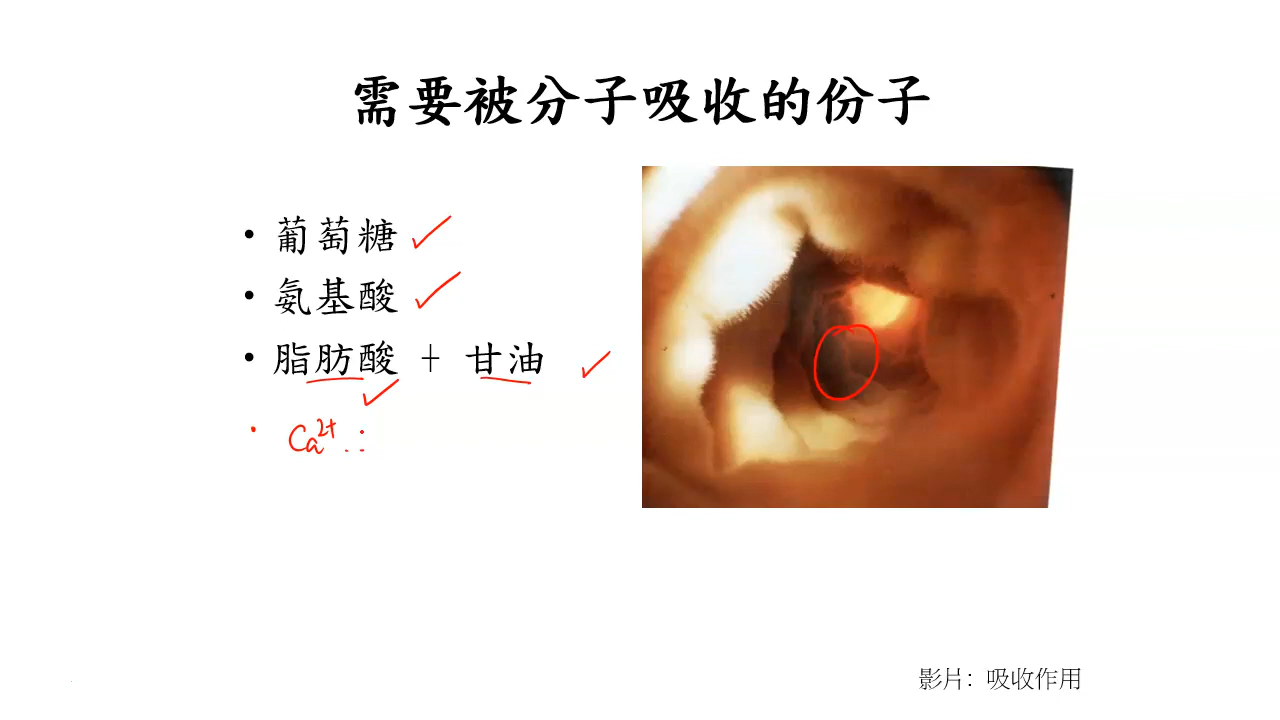 需要被分子吸收的份子
• 葡萄糖
• 氨基酸
• 脂肪酸 + 甘油
• Ca²⁺
影片: 吸收作用